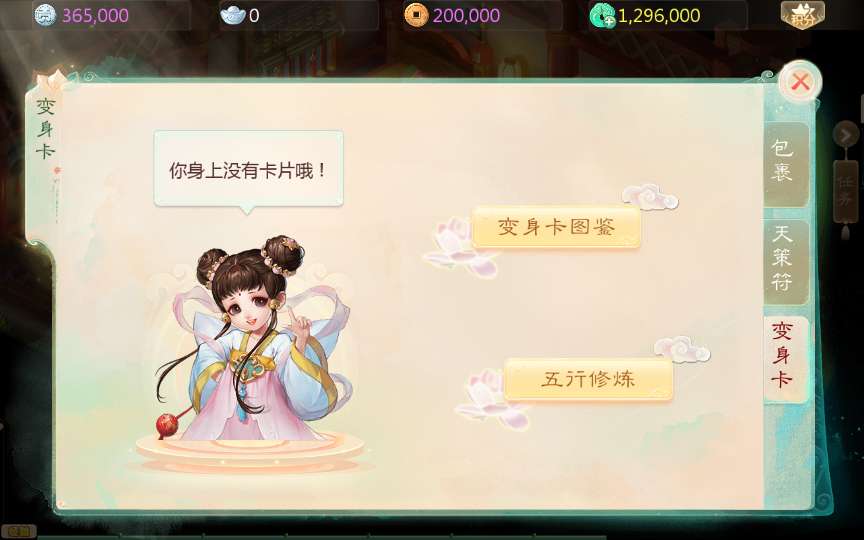 365,000
0
200,000
1,296,000
积分
变身卡
你身上没有卡片哦！
变身卡图鉴
五行修炼
包裹
天策符
变身卡
任务